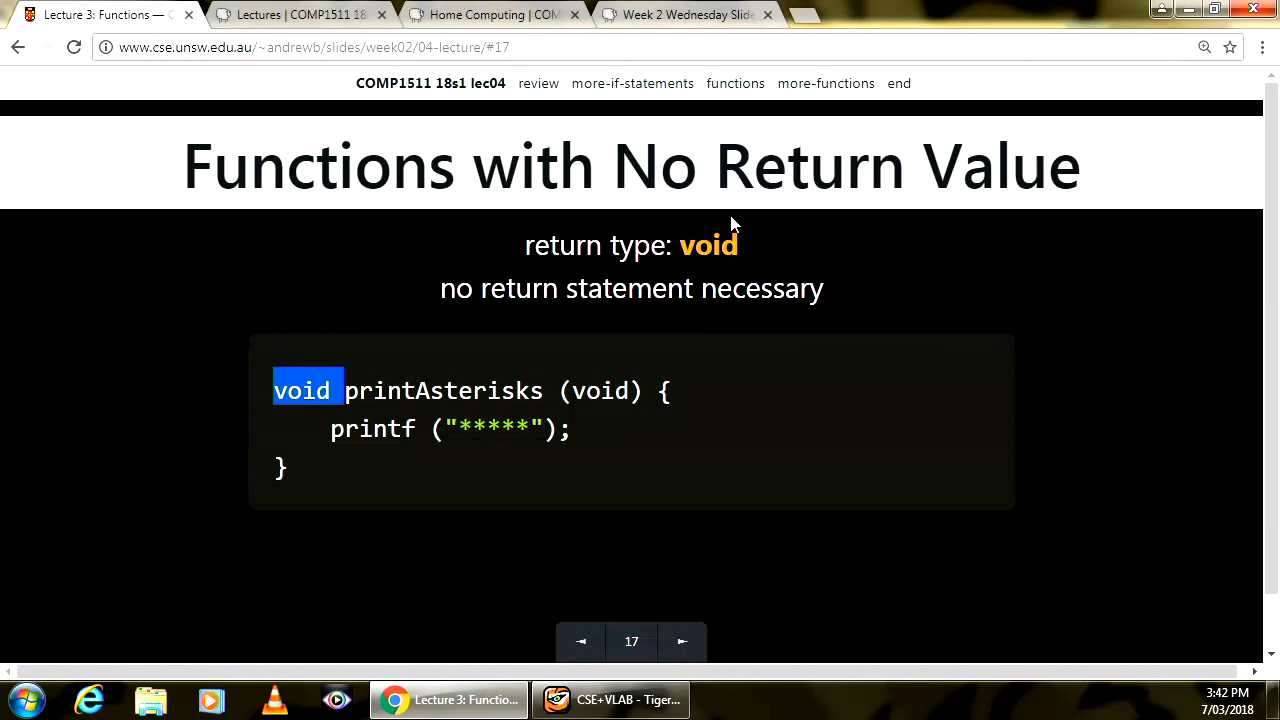 Lecture 3: Functions —
Lectures | COMP1511 18
Week 2 Wednesday Slide
www.cse.unsw.edu.au/~andrewb/slides/week02/04-lecture/#17
COMP1511 18s1 lec04 review more-if-statements functions more-functions end
Functions with No Return Value
return type: void
no return statement necessary
void printAsterisks (void) {
printf ("*****");
}
17
Lecture 3: Functio...
CSE+VLAB - Tiger...
3:42 PM
7/03/2018